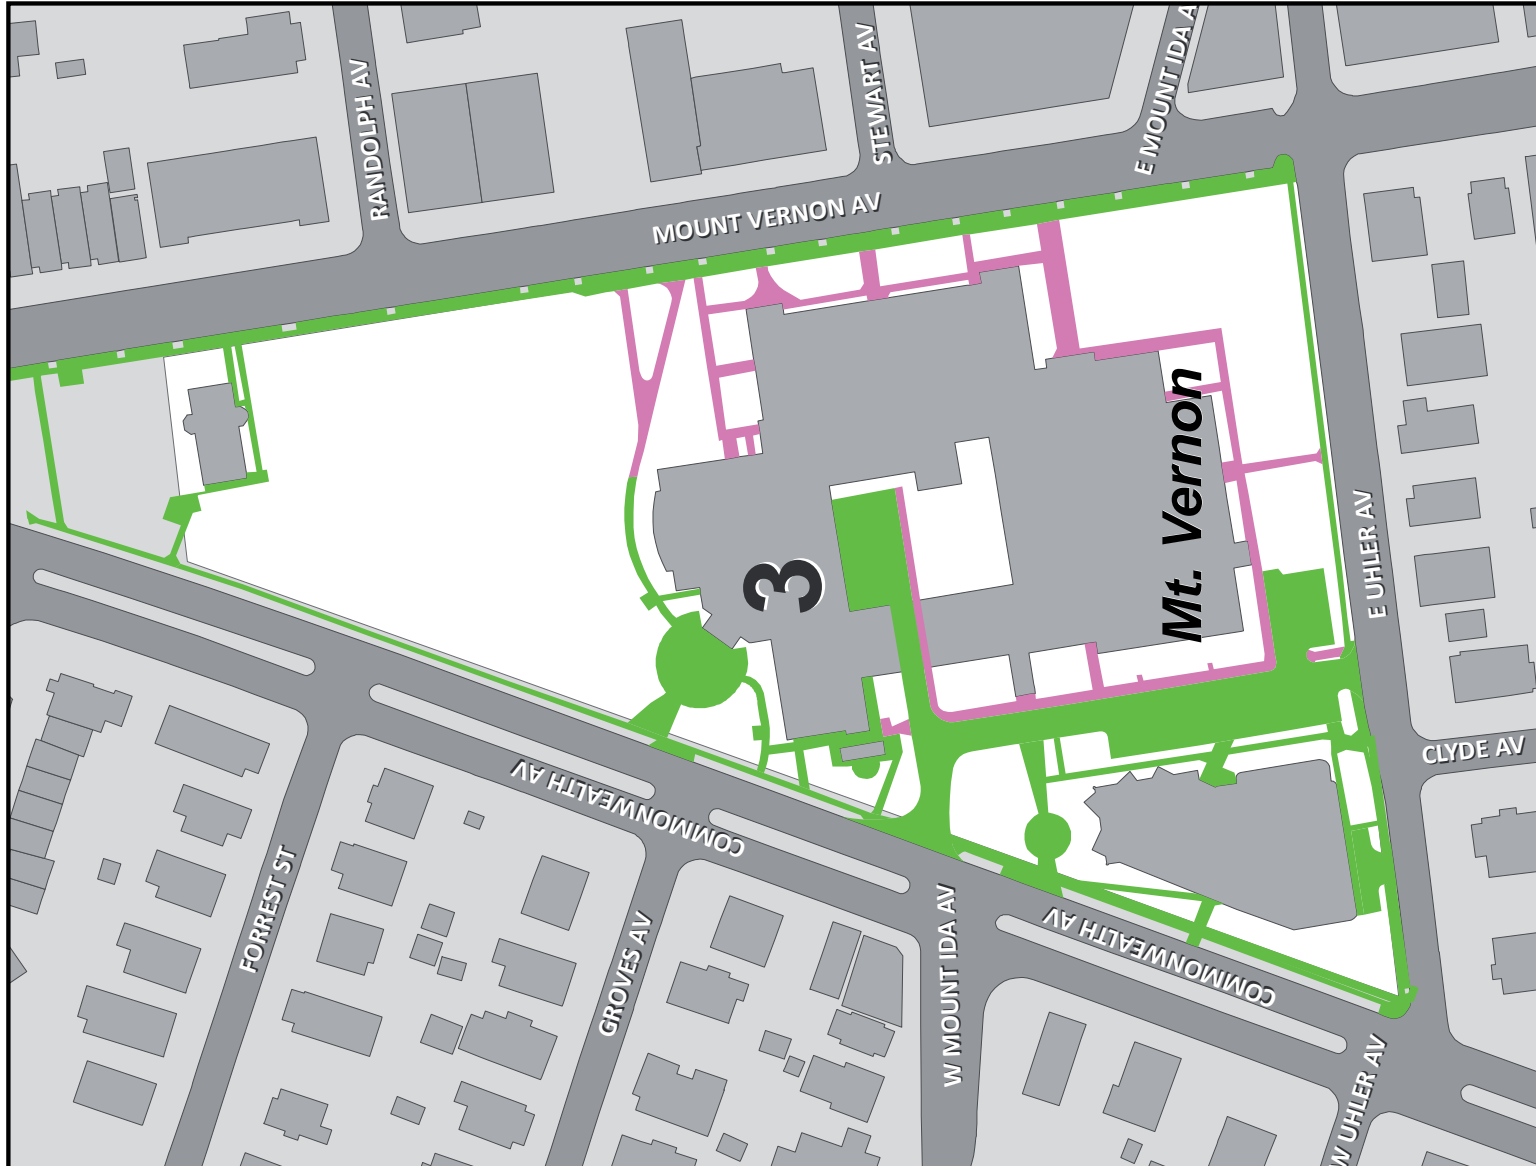 RANDOLPH AV
STEWART AV
E MOUNT IDA A
MOUNT VERNON AV
Mt. Vernon
3
E UHLER AV
CLYDE AV
COMMONWEALTH AV
FORREST ST
GROVES AV
W MOUNT IDA AV
COMMONWEALTH AV
W UHLER AV